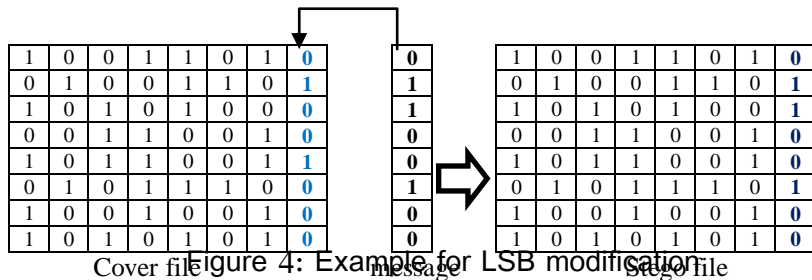 1 0 0 1 1 0 1 0 0 1 0 0 1 1 0 1 0
0 1 0 0 1 1 0 1 1 0 1 0 0 1 1 0 1
1 0 1 0 1 0 0 0 1 1 0 1 0 1 0 0 1
0 0 1 1 0 0 1 0 0 0 0 1 1 0 0 1 0
1 0 1 1 0 0 1 1 0 1 0 1 1 0 0 1 0
0 1 0 1 1 1 0 0 1 0 1 0 1 1 1 0 1
1 0 0 1 0 0 1 0 0 1 0 0 1 0 0 1 0
1 0 1 0 1 0 1 0 0 1 0 1 0 1 0 1 0
Cover file message Stego file
Figure 4: Example for LSB modification